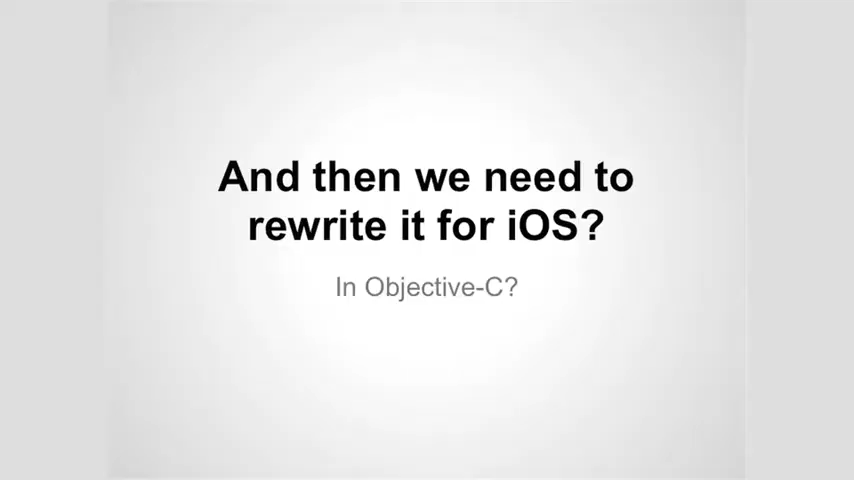 And then we need to
rewrite it for iOS?
In Objective-C?